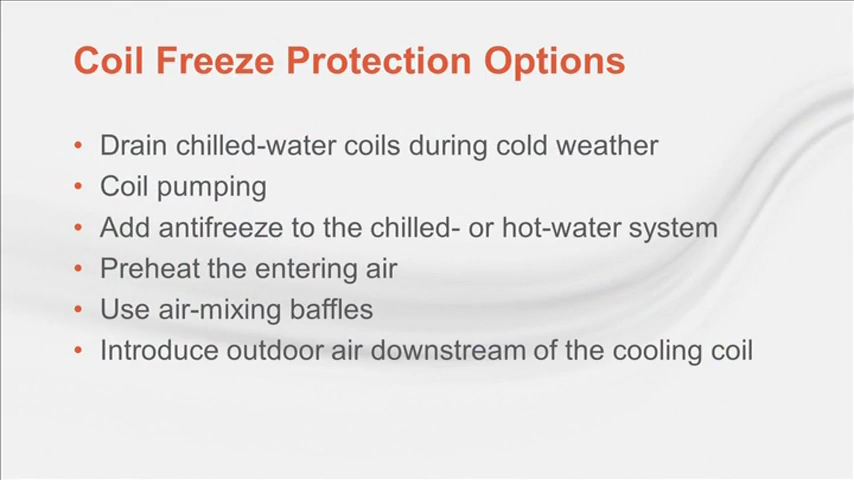 Coil Freeze Protection Options
• Drain chilled-water coils during cold weather
• Coil pumping
• Add antifreeze to the chilled- or hot-water system
• Preheat the entering air
• Use air-mixing baffles
• Introduce outdoor air downstream of the cooling coil